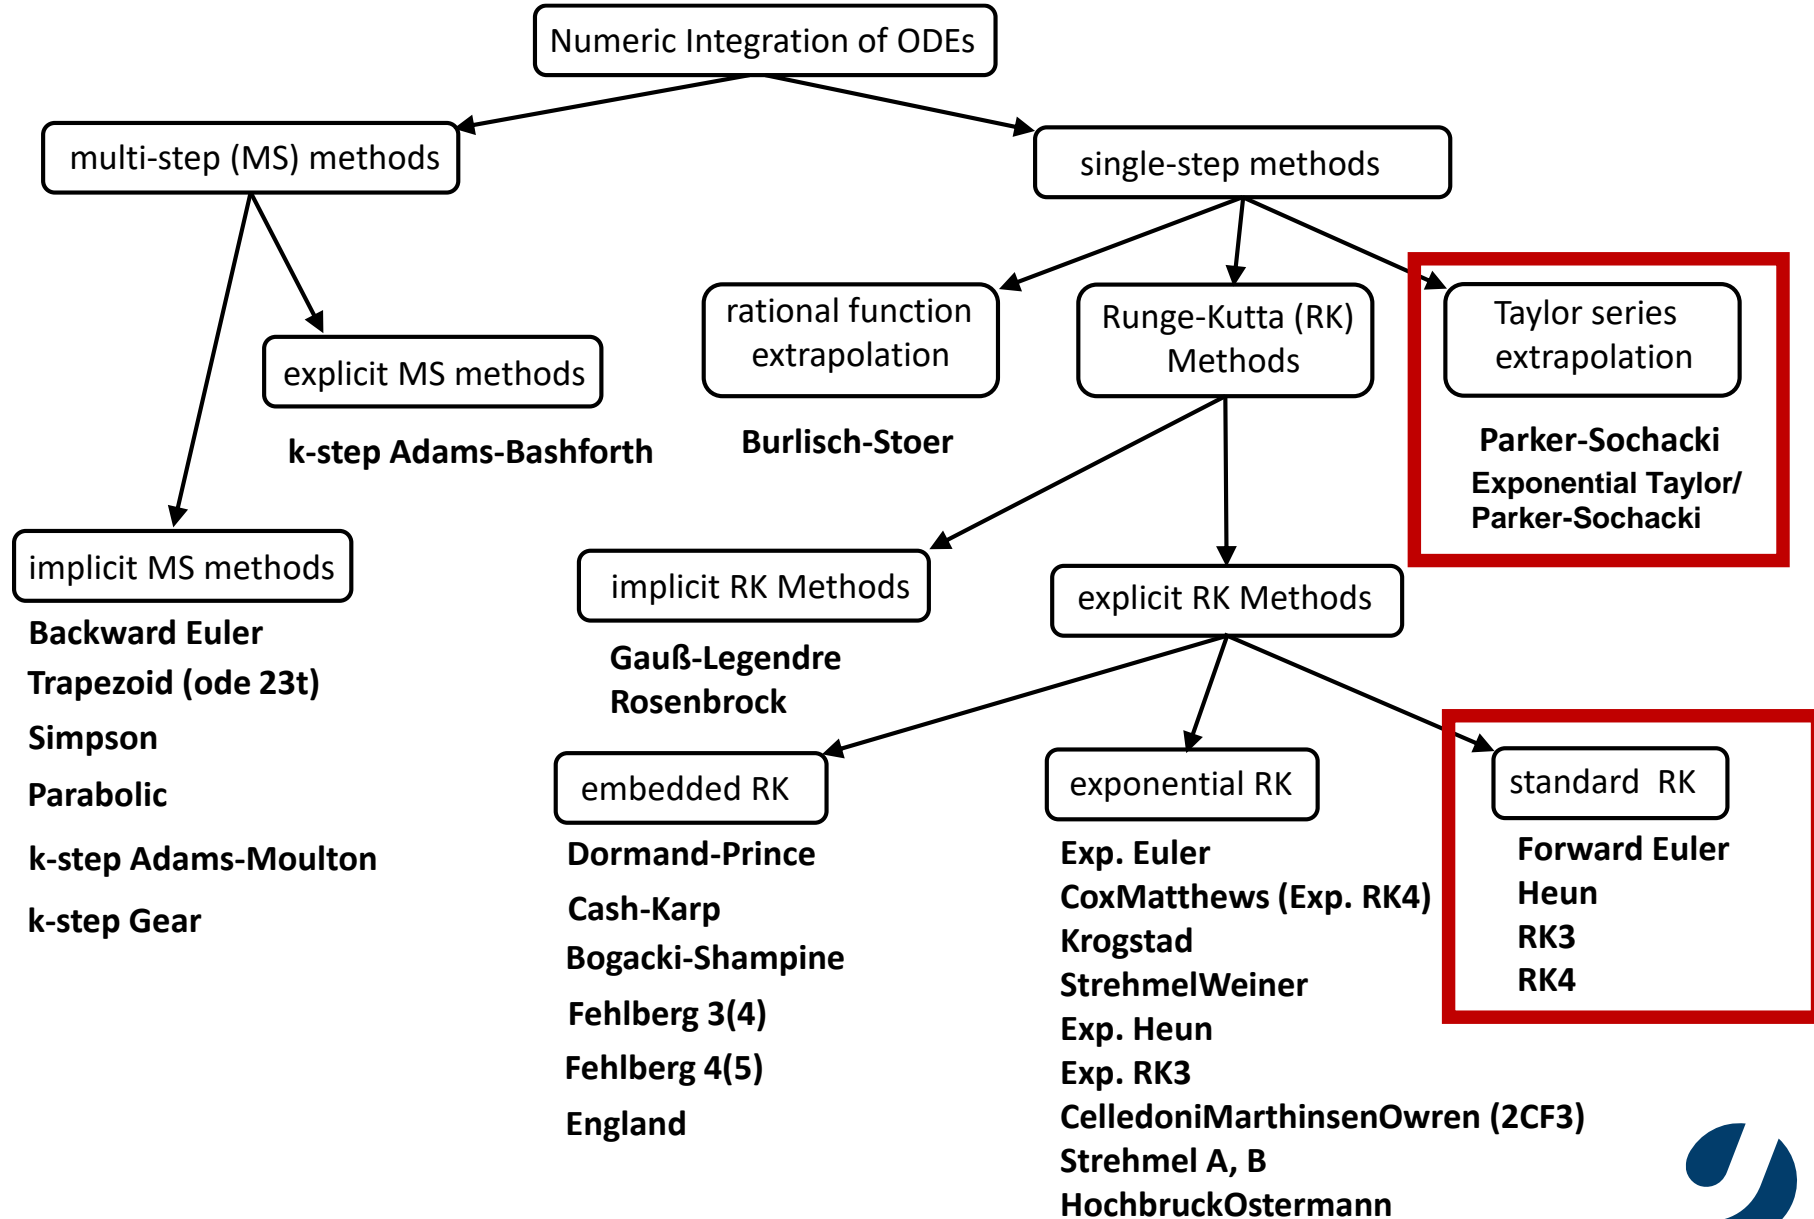 Numeric Integration of ODEs
multi-step (MS) methods
single-step methods
explicit MS methods
k-step Adams-Bashforth
implicit MS methods
Backward Euler
Trapezoid (ode 23t)
Simpson
Parabolic
k-step Adams-Moulton
k-step Gear
rational function
extrapolation
Burlisch-Stoer
Runge-Kutta (RK)
Methods
Taylor series
extrapolation
Parker-Sochacki
Exponential Taylor/
Parker-Sochacki
implicit RK Methods
Gauß-Legendre
Rosenbrock
explicit RK Methods
embedded RK
Dormand-Prince
Cash-Karp
Bogacki-Shampine
Fehlberg 3(4)
Fehlberg 4(5)
England
exponential RK
Exp. Euler
CoxMatthews (Exp. RK4)
Krogstad
StrehmelWeiner
Exp. Heun
Exp. RK3
CelledoniMarthinsenOwren (2CF3)
Strehmel A, B
HochbruckOstermann
standard RK
Forward Euler
Heun
RK3
RK4